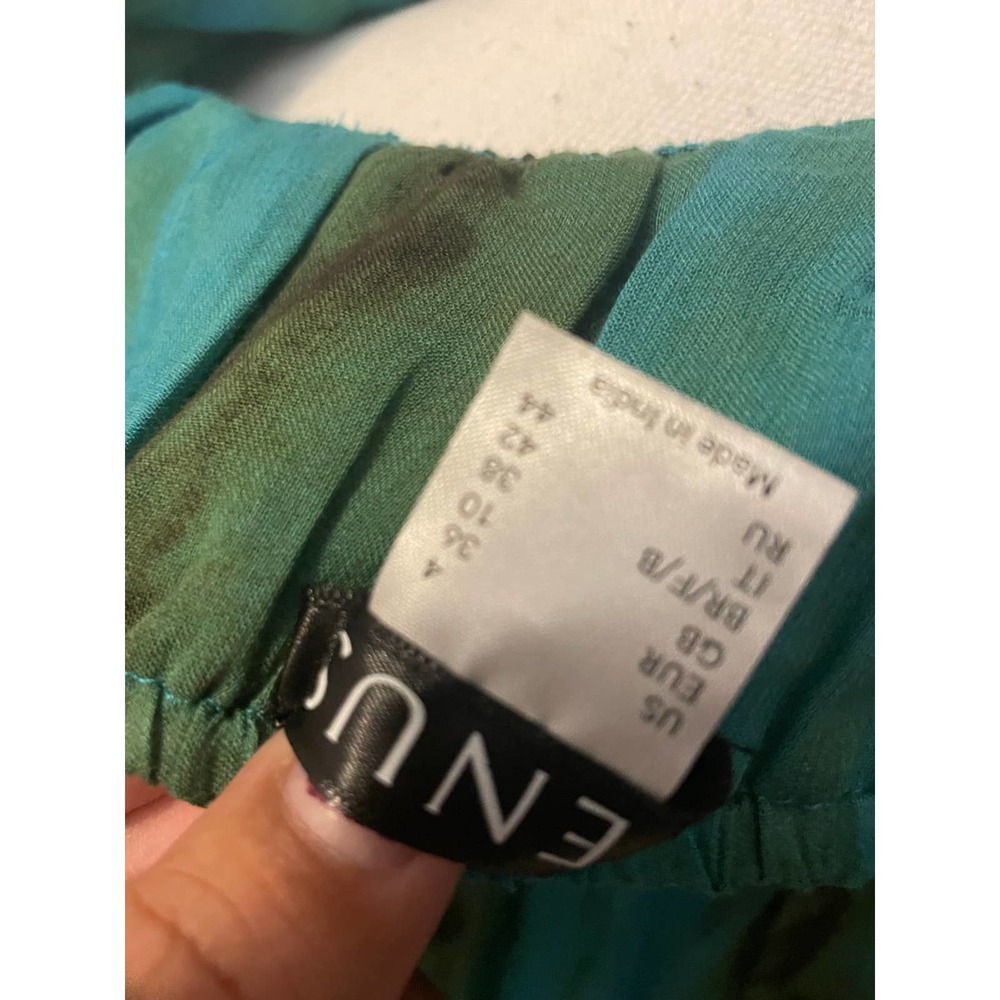 ENUS
US 4
EUR 36
GB 10
BR/F/B 38
IT 42
RU 44
Made in India